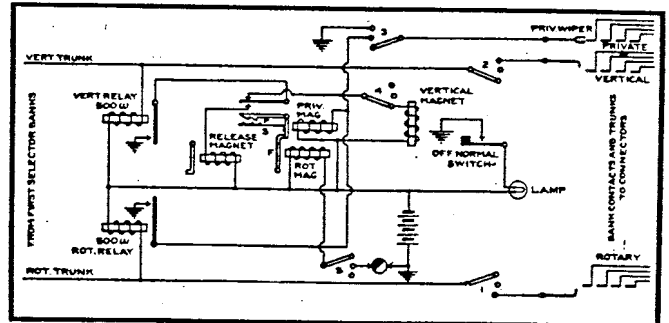 3
PRIV. WIPER
PRIVATE
VERT TRUNK
2
VERTICAL
VERT RELAY
500 W
4
VERTICAL
MAGNET
PRIV.
MAG
P
S
RELEASE
MAGNET
F
ROT
MAG
OFF NORMAL
SWITCH
LAMP
FROM FIRST SELECTOR BANKS
BANK CONTACTS AND TRUNKS
TO CONNECTORS
500 W
ROT. RELAY
ROTARY
5
ROT. TRUNK
1